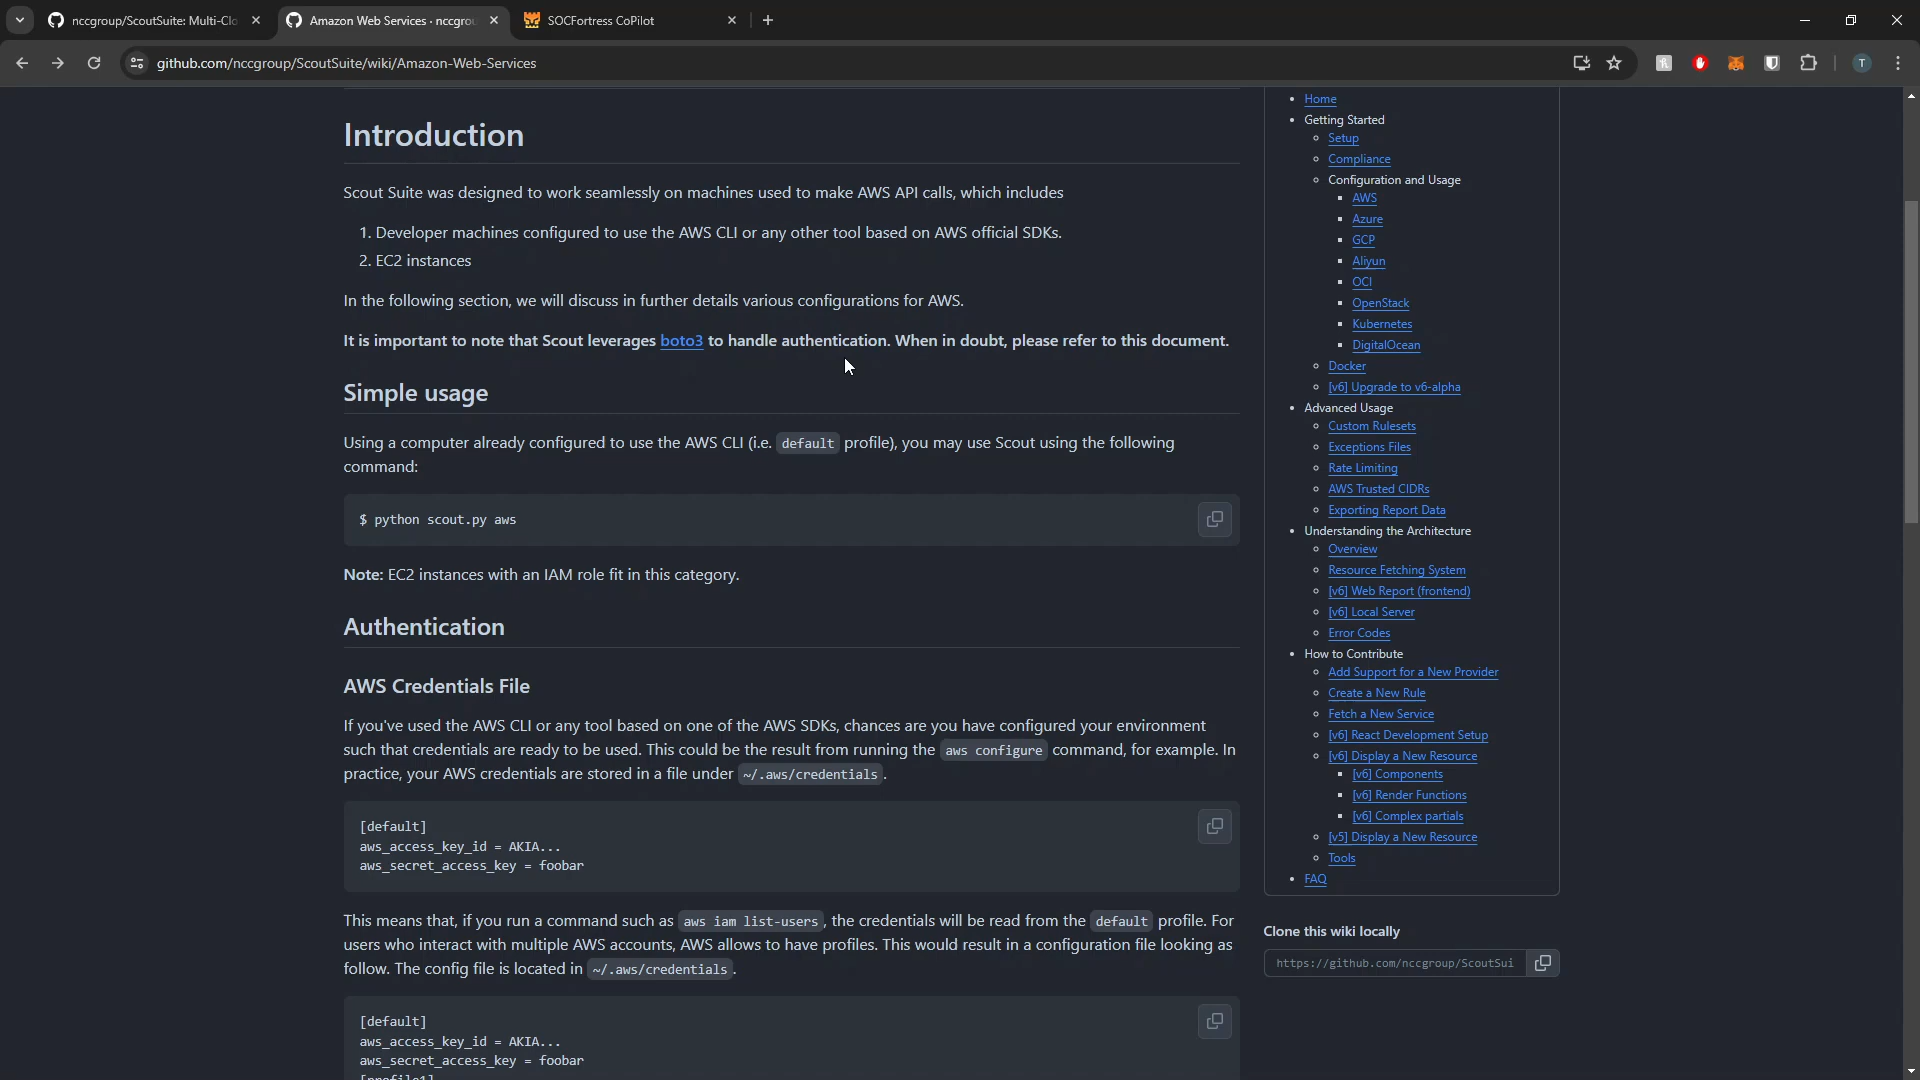 nccgroup/ScoutSuite: Multi-Clo
Amazon Web Services · nccgrou
SOCFortress CoPilot
github.com/nccgroup/ScoutSuite/wiki/Amazon-Web-Services
T
Introduction
Scout Suite was designed to work seamlessly on machines used to make AWS API calls, which includes
1. Developer machines configured to use the AWS CLI or any other tool based on AWS official SDKs.
2. EC2 instances
In the following section, we will discuss in further details various configurations for AWS.
It is important to note that Scout leverages boto3 to handle authentication. When in doubt, please refer to this document.
Simple usage
Using a computer already configured to use the AWS CLI (i.e. default profile), you may use Scout using the following
command:
$ python scout.py aws
Note: EC2 instances with an IAM role fit in this category.
Authentication
AWS Credentials File
If you've used the AWS CLI or any tool based on one of the AWS SDKs, chances are you have configured your environment
such that credentials are ready to be used. This could be the result from running the aws configure command, for example. In
practice, your AWS credentials are stored in a file under ~/.aws/credentials.
[default]
aws_access_key_id = AKIA...
aws_secret_access_key = foobar
This means that, if you run a command such as aws iam list-users, the credentials will be read from the default profile. For
users who interact with multiple AWS accounts, AWS allows to have profiles. This would result in a configuration file looking as
follow. The config file is located in ~/.aws/credentials.
[default]
aws_access_key_id = AKIA...
aws_secret_access_key = foobar
[profile1]
Home
Getting Started
Setup
Compliance
Configuration and Usage
AWS
Azure
GCP
Aliyun
OCI
OpenStack
Kubernetes
DigitalOcean
Docker
[v6] Upgrade to v6-alpha
Advanced Usage
Custom Rulesets
Exceptions Files
Rate Limiting
AWS Trusted CIDRs
Exporting Report Data
Understanding the Architecture
Overview
Resource Fetching System
[v6] Web Report (frontend)
[v6] Local Server
Error Codes
How to Contribute
Add Support for a New Provider
Create a New Rule
Fetch a New Service
[v6] React Development Setup
[v6] Display a New Resource
[v6] Components
[v6] Render Functions
[v6] Complex partials
[v5] Display a New Resource
Tools
FAQ
Clone this wiki locally
https://github.com/nccgroup/ScoutSui